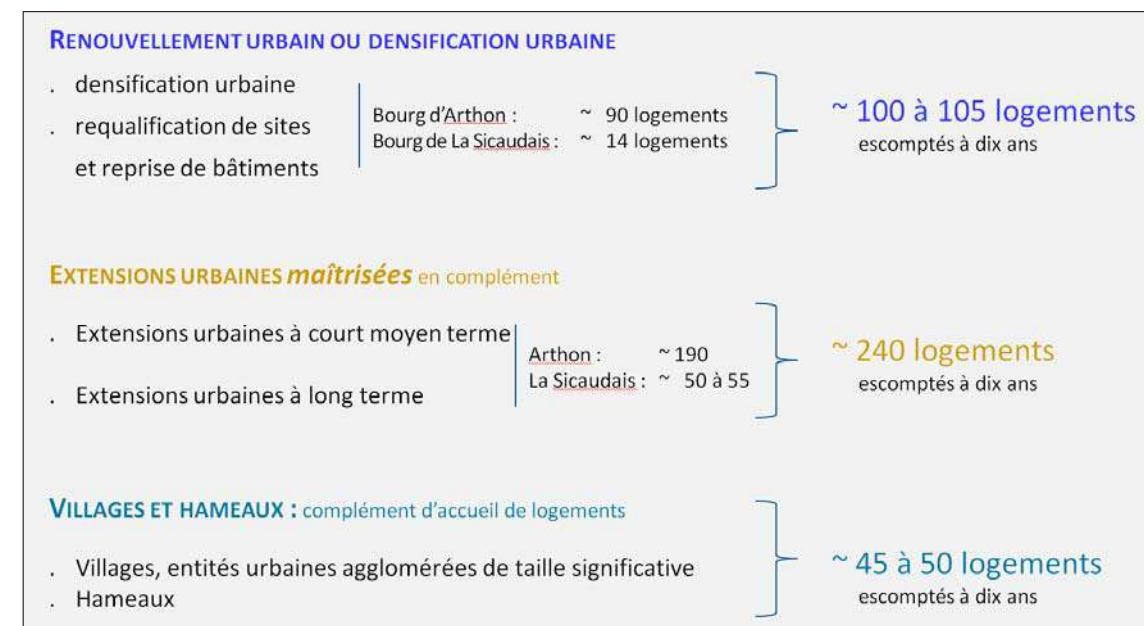 RENOUVELLEMENT URBAIN OU DENSIFICATION URBAINE
. densification urbaine
. requalification de sites
et reprise de bâtiments
Bourg d'Arthon : ~ 90 logements
Bourg de La Sicaudais : ~ 14 logements
~ 100 à 105 logements
escomptés à dix ans
EXTENSIONS URBAINES maîtrisées en complément
. Extensions urbaines à court moyen terme
. Extensions urbaines à long terme
Arthon : ~ 190
La Sicaudais : ~ 50 à 55
~ 240 logements
escomptés à dix ans
VILLAGES ET HAMEAUX : complément d'accueil de logements
. Villages, entités urbaines agglomérées de taille significative
. Hameaux
~ 45 à 50 logements
escomptés à dix ans